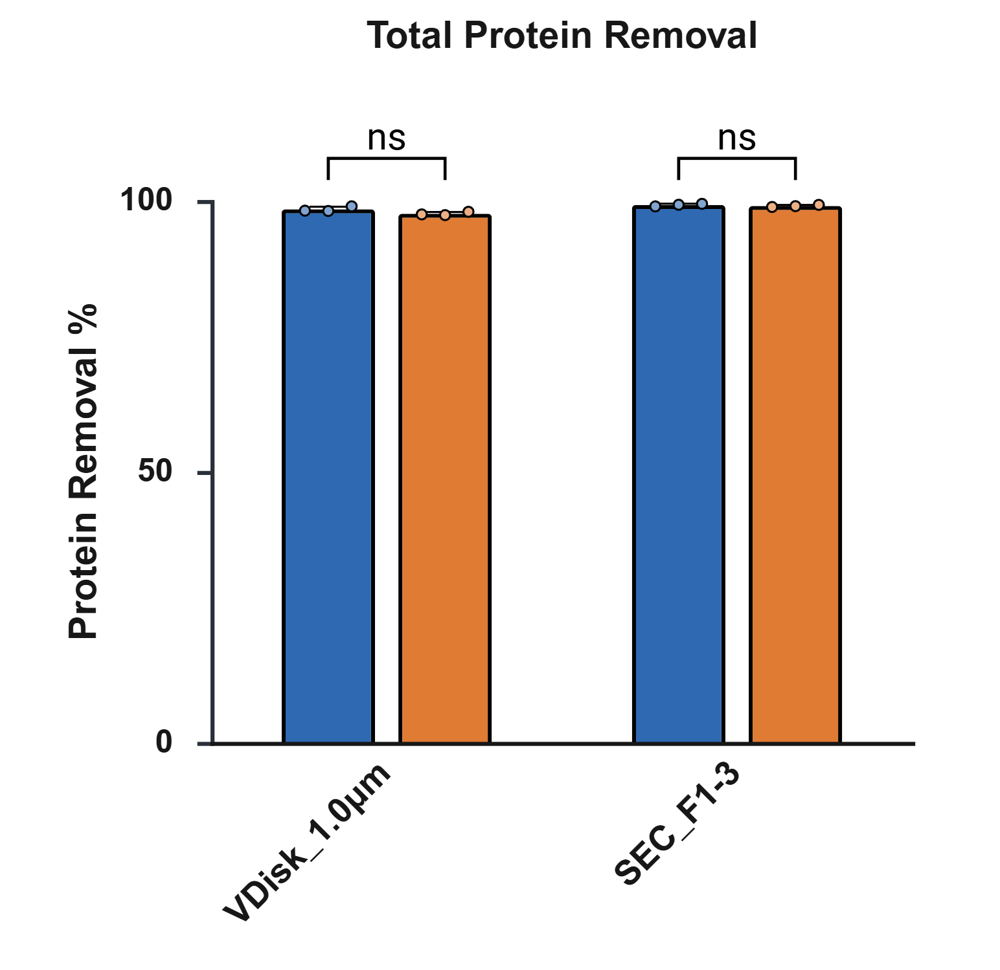 Total Protein Removal
ns
ns
100
50
0
Protein Removal %
VDisk_1.0µm
SEC_F1-3